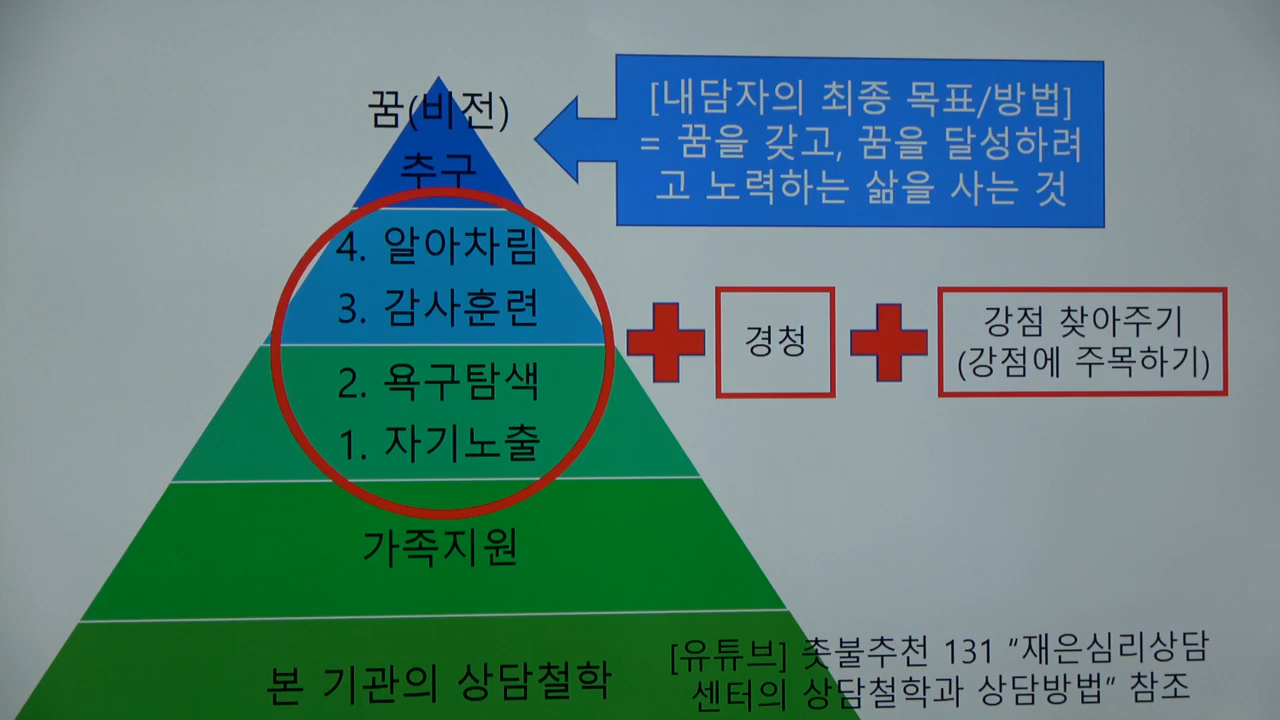 꿈(비전)
추구
[내담자의 최종 목표/방법]
= 꿈을 갖고, 꿈을 달성하려
고 노력하는 삶을 사는 것
4. 알아차림
3. 감사훈련
2. 욕구탐색
1. 자기노출
경청
강점 찾아주기
(강점에 주목하기)
가족지원
본 기관의 상담철학
[유튜브] 촛불추천 131 “재은심리상담
센터의 상담철학과 상담방법” 참조